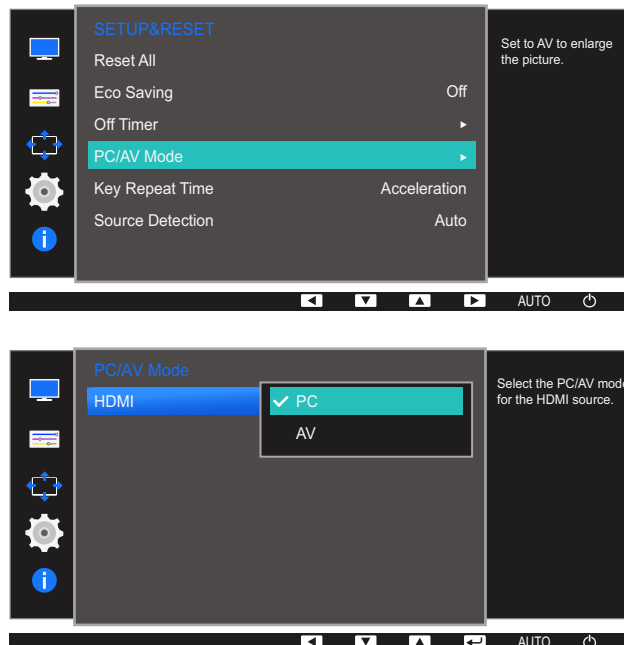 SETUP&RESET
Reset All
Eco Saving Off
Off Timer
PC/AV Mode
Key Repeat Time Acceleration
Source Detection Auto
Set to AV to enlarge
the picture.
AUTO
PC/AV Mode
HDMI
PC
AV
Select the PC/AV mode
for the HDMI source.
AUTO